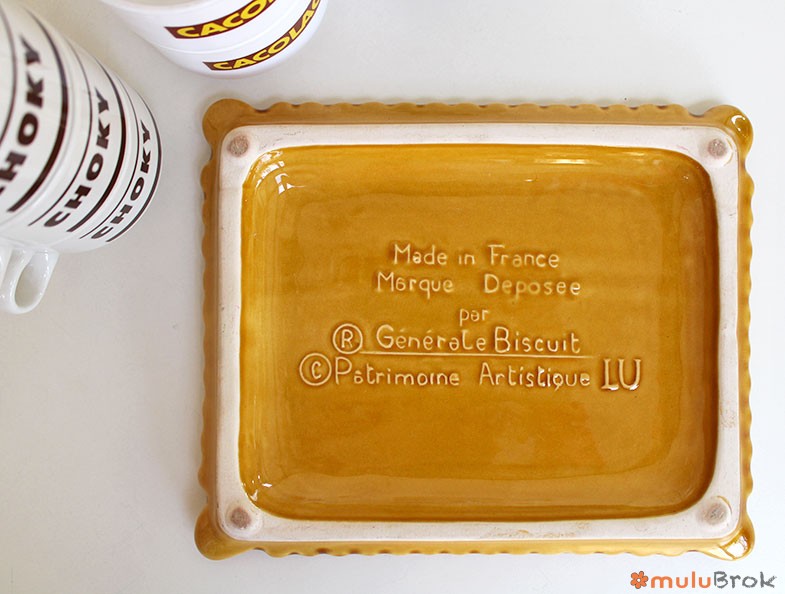 CACOLAC
CACOLAC
CHOKY
CHOKY
CHOKY
Made in France
Marque Deposee
par
® Générale Biscuit
© Patrimoine Artistique LU
muluBrok